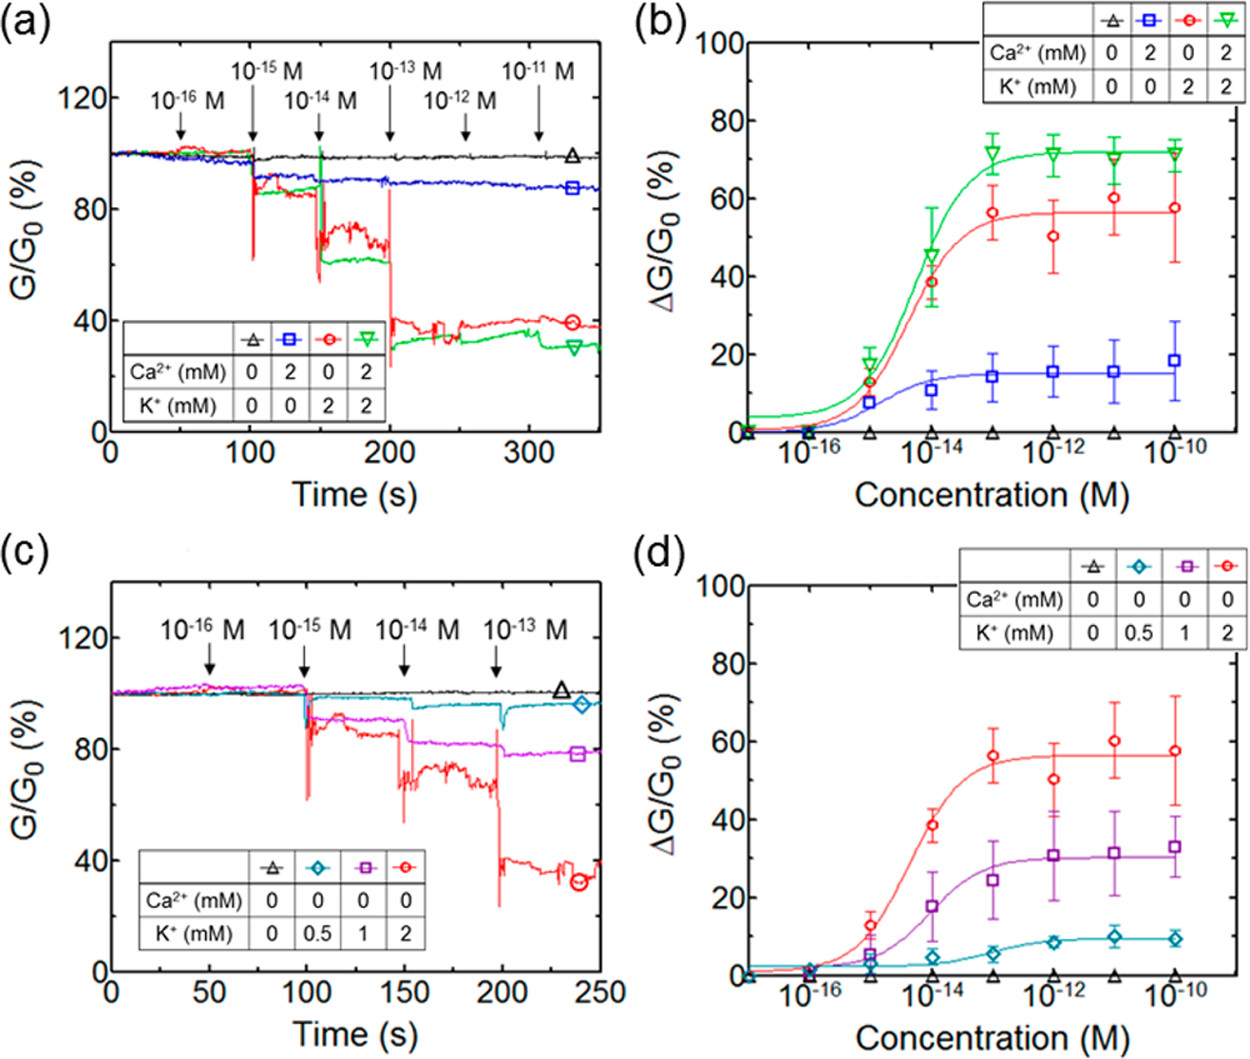 (a)
10⁻¹⁵ M 10⁻¹³ M 10⁻¹¹ M
10⁻¹⁶ M 10⁻¹⁴ M 10⁻¹² M
120
80
40
0
G/G₀ (%)
Ca²⁺ (mM) 0 2 0 2
K⁺ (mM) 0 0 2 2
0 100 200 300
Time (s)
(b)
Ca²⁺ (mM) 0 2 0 2
K⁺ (mM) 0 0 2 2
100
80
60
40
20
0
ΔG/G₀ (%)
10⁻¹⁶ 10⁻¹⁴ 10⁻¹² 10⁻¹⁰
Concentration (M)
(c)
10⁻¹⁶ M 10⁻¹⁵ M 10⁻¹⁴ M 10⁻¹³ M
120
80
40
0
G/G₀ (%)
Ca²⁺ (mM) 0 0 0 0
K⁺ (mM) 0 0.5 1 2
0 50 100 150 200 250
Time (s)
(d)
Ca²⁺ (mM) 0 0 0 0
K⁺ (mM) 0 0.5 1 2
100
80
60
40
20
0
ΔG/G₀ (%)
10⁻¹⁶ 10⁻¹⁴ 10⁻¹² 10⁻¹⁰
Concentration (M)